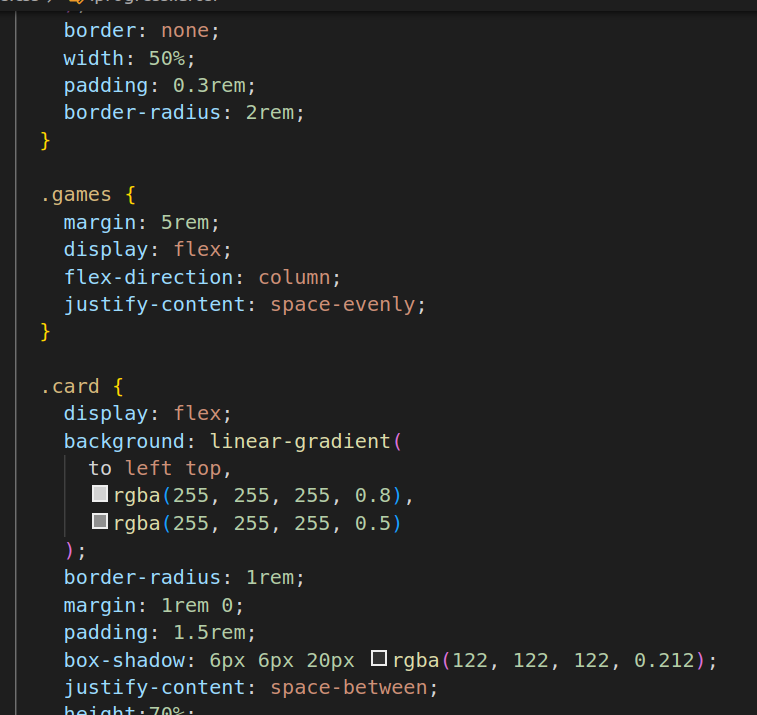 border: none;
width: 50%;
padding: 0.3rem;
border-radius: 2rem;
}
.games {
margin: 5rem;
display: flex;
flex-direction: column;
justify-content: space-evenly;
}
.card {
display: flex;
background: linear-gradient(
to left top,
rgba(255, 255, 255, 0.8),
rgba(255, 255, 255, 0.5)
);
border-radius: 1rem;
margin: 1rem 0;
padding: 1.5rem;
box-shadow: 6px 6px 20px rgba(122, 122, 122, 0.212);
justify-content: space-between;
height:70%;